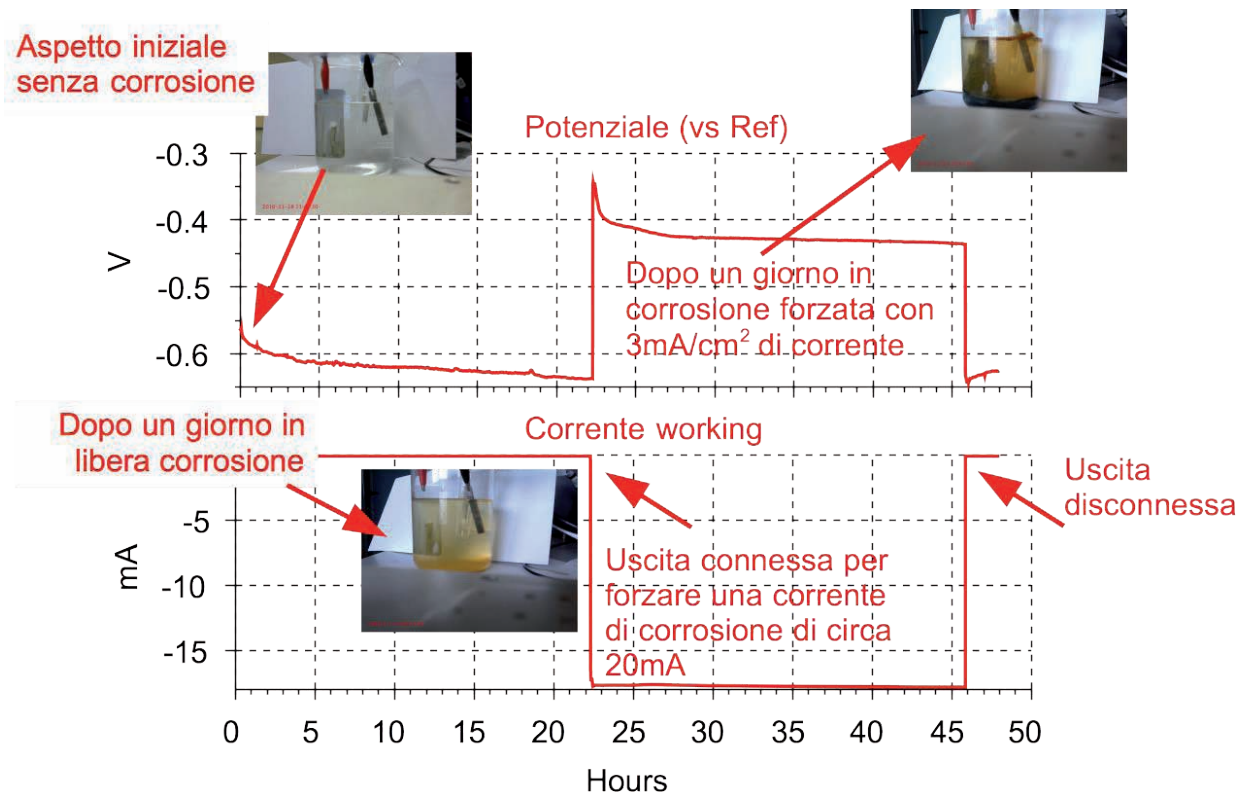 Aspetto iniziale
senza corrosione
Potenziale (vs Ref)
-0.3
-0.4
-0.5
-0.6
V
Dopo un giorno in
corrosione forzata con
3mA/cm² di corrente
Dopo un giorno in
libera corrosione
Corrente working
Uscita
disconnessa
-5
-10
-15
mA
Uscita connessa per
forzare una corrente
di corrosione di circa
20mA
0 5 10 15 20 25 30 35 40 45 50
Hours